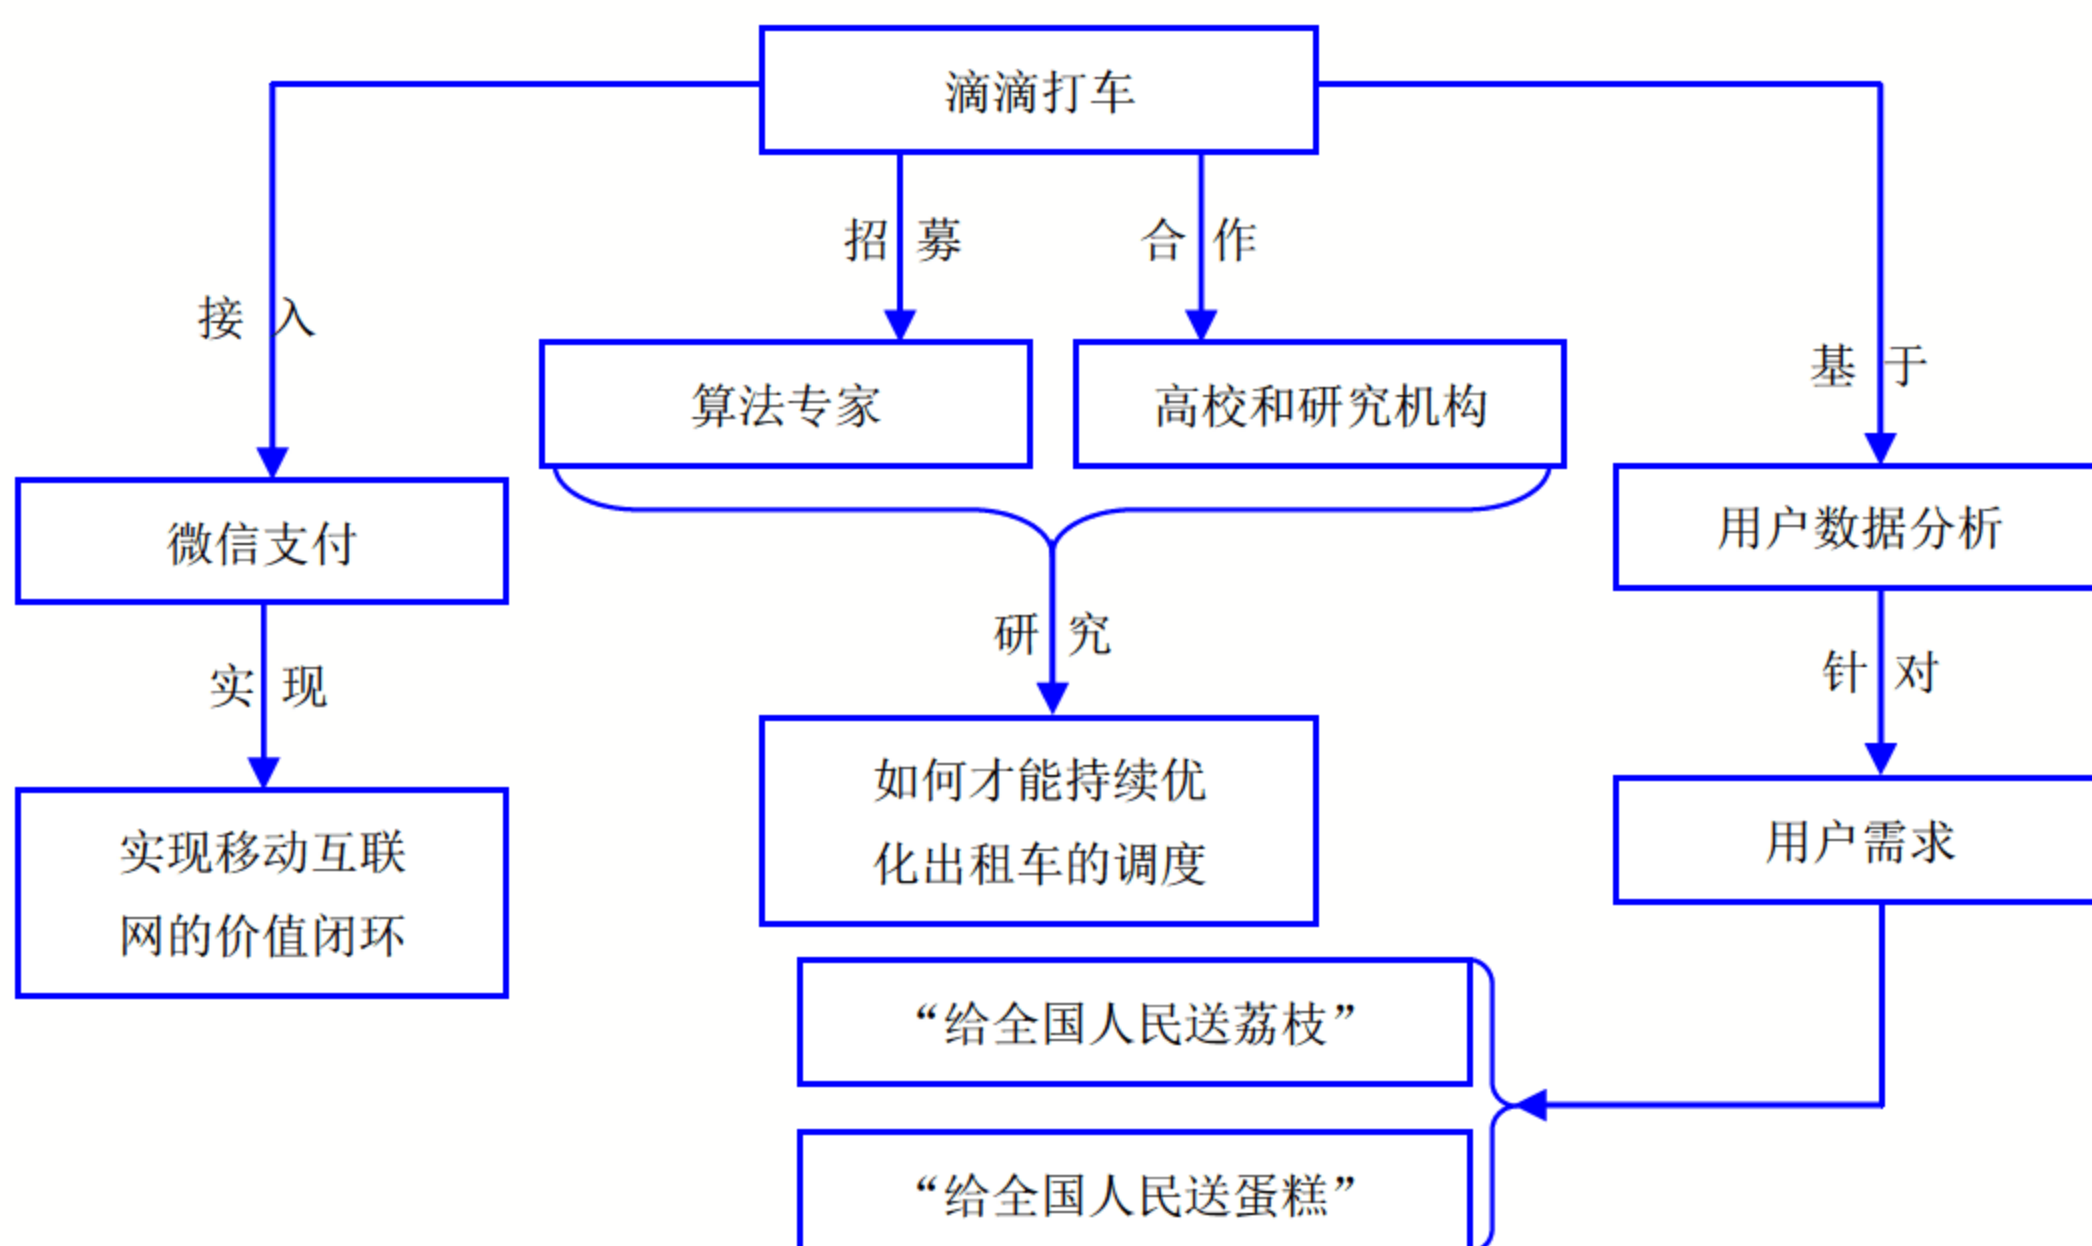 滴滴打车
招募
合作
接入
基于
算法专家
高校和研究机构
微信支付
用户数据分析
研究
实现
针对
如何才能持续优
化出租车的调度
实现移动互联
网的价值闭环
用户需求
“给全国人民送荔枝”
“给全国人民送蛋糕”